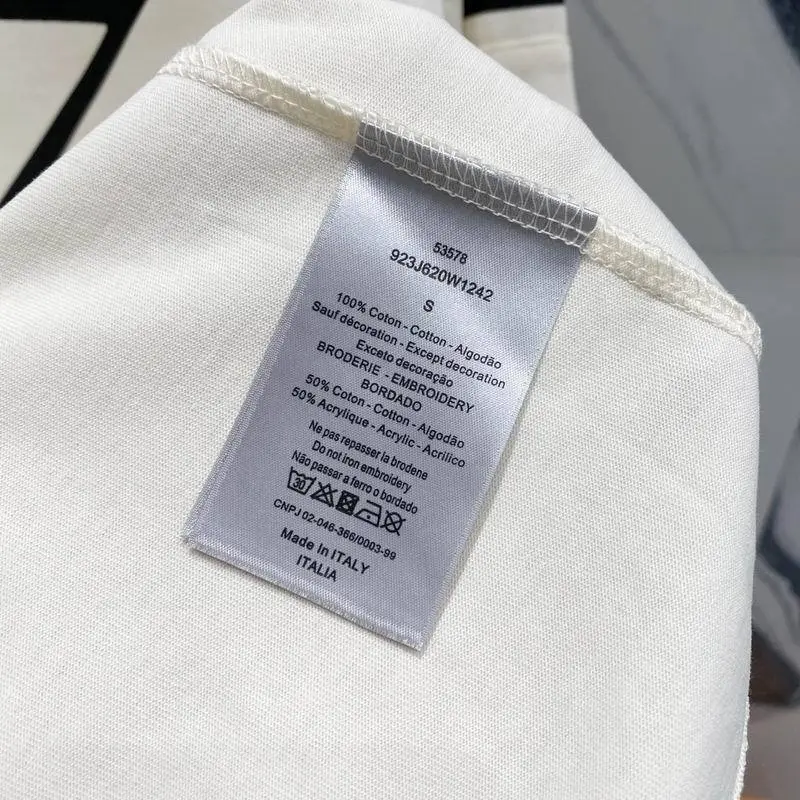 53578
923J620W1242
S
100% Coton - Cotton - Algodão
Sauf décoration - Except decoration
Exceto decoração
BRODERIE - EMBROIDERY
BORDADO
50% Coton - Cotton - Algodão
50% Acrylique - Acrylic - Acrilico
Ne pas repasser la brodene
Do not iron embroidery
Não passar a ferro o bordado
30
CNPJ 02-046-366/0003-99
Made In ITALY
ITALIA